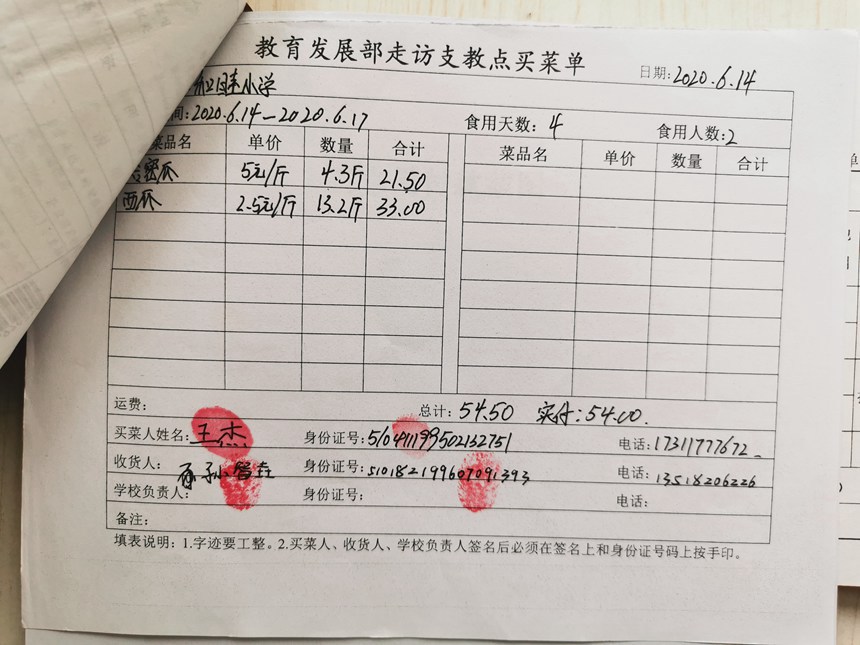 教育发展部走访支教点买菜单
日期:2020.6.14
小学
间:2020.6.14-2020.6.17 食用天数:4 食用人数:2
菜品名 单价 数量 合计 菜品名 单价 数量 合计
密瓜 5元/斤 4.3斤 21.50
西瓜 2.5元/斤 13.2斤 33.00
运费: 总计:54.50 实付:54.00.
买菜人姓名:王杰 身份证号:510411199502132751 电话:17311777672
收货人: 孙 身份证号:510182199607091393 电话:13518206226
学校负责人: 身份证号: 电话:
备注:
填表说明:1.字迹要工整。2.买菜人、收货人、学校负责人签名后必须在签名上和身份证号码上按手印。